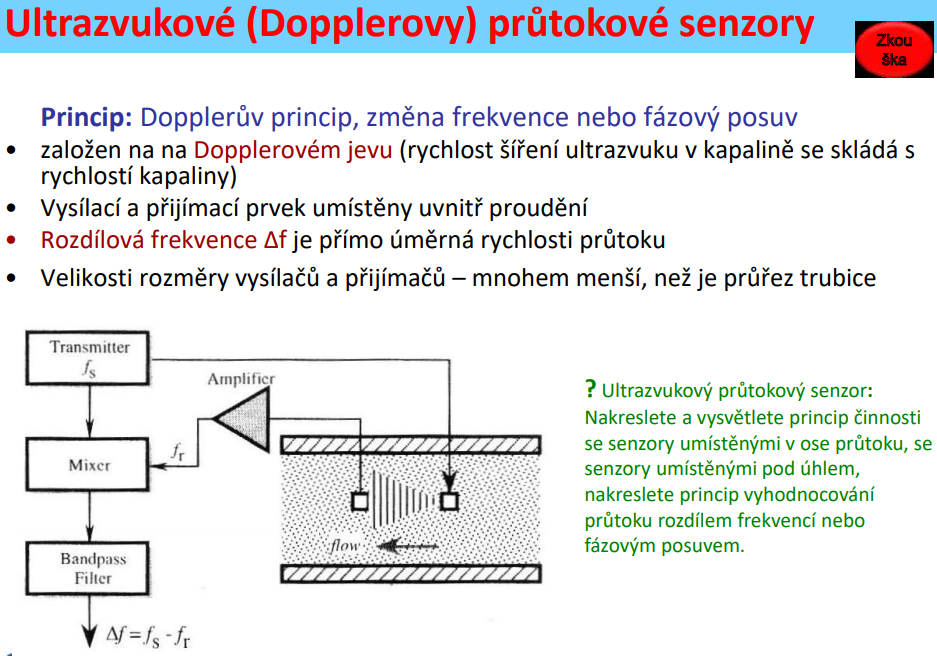 Ultrazvukové (Dopplerovy) průtokové senzory
Zkou
ška
Princip: Dopplerův princip, změna frekvence nebo fázový posuv
• založen na na Dopplerovém jevu (rychlost šíření ultrazvuku v kapalině se skládá s
rychlostí kapaliny)
• Vysílací a přijímací prvek umístěny uvnitř proudění
• Rozdílová frekvence Δf je přímo úměrná rychlosti průtoku
• Velikosti rozměry vysílačů a přijímačů – mnohem menší, než je průřez trubice
Transmitter
fs
Amplifier
fr
Mixer
flow
Bandpass
Filter
Δf = fs - fr
? Ultrazvukový průtokový senzor:
Nakreslete a vysvětlete princip činnosti
se senzory umístěnými v ose průtoku, se
senzory umístěnými pod úhlem,
nakreslete princip vyhodnocování
průtoku rozdílem frekvencí nebo
fázovým posuvem.